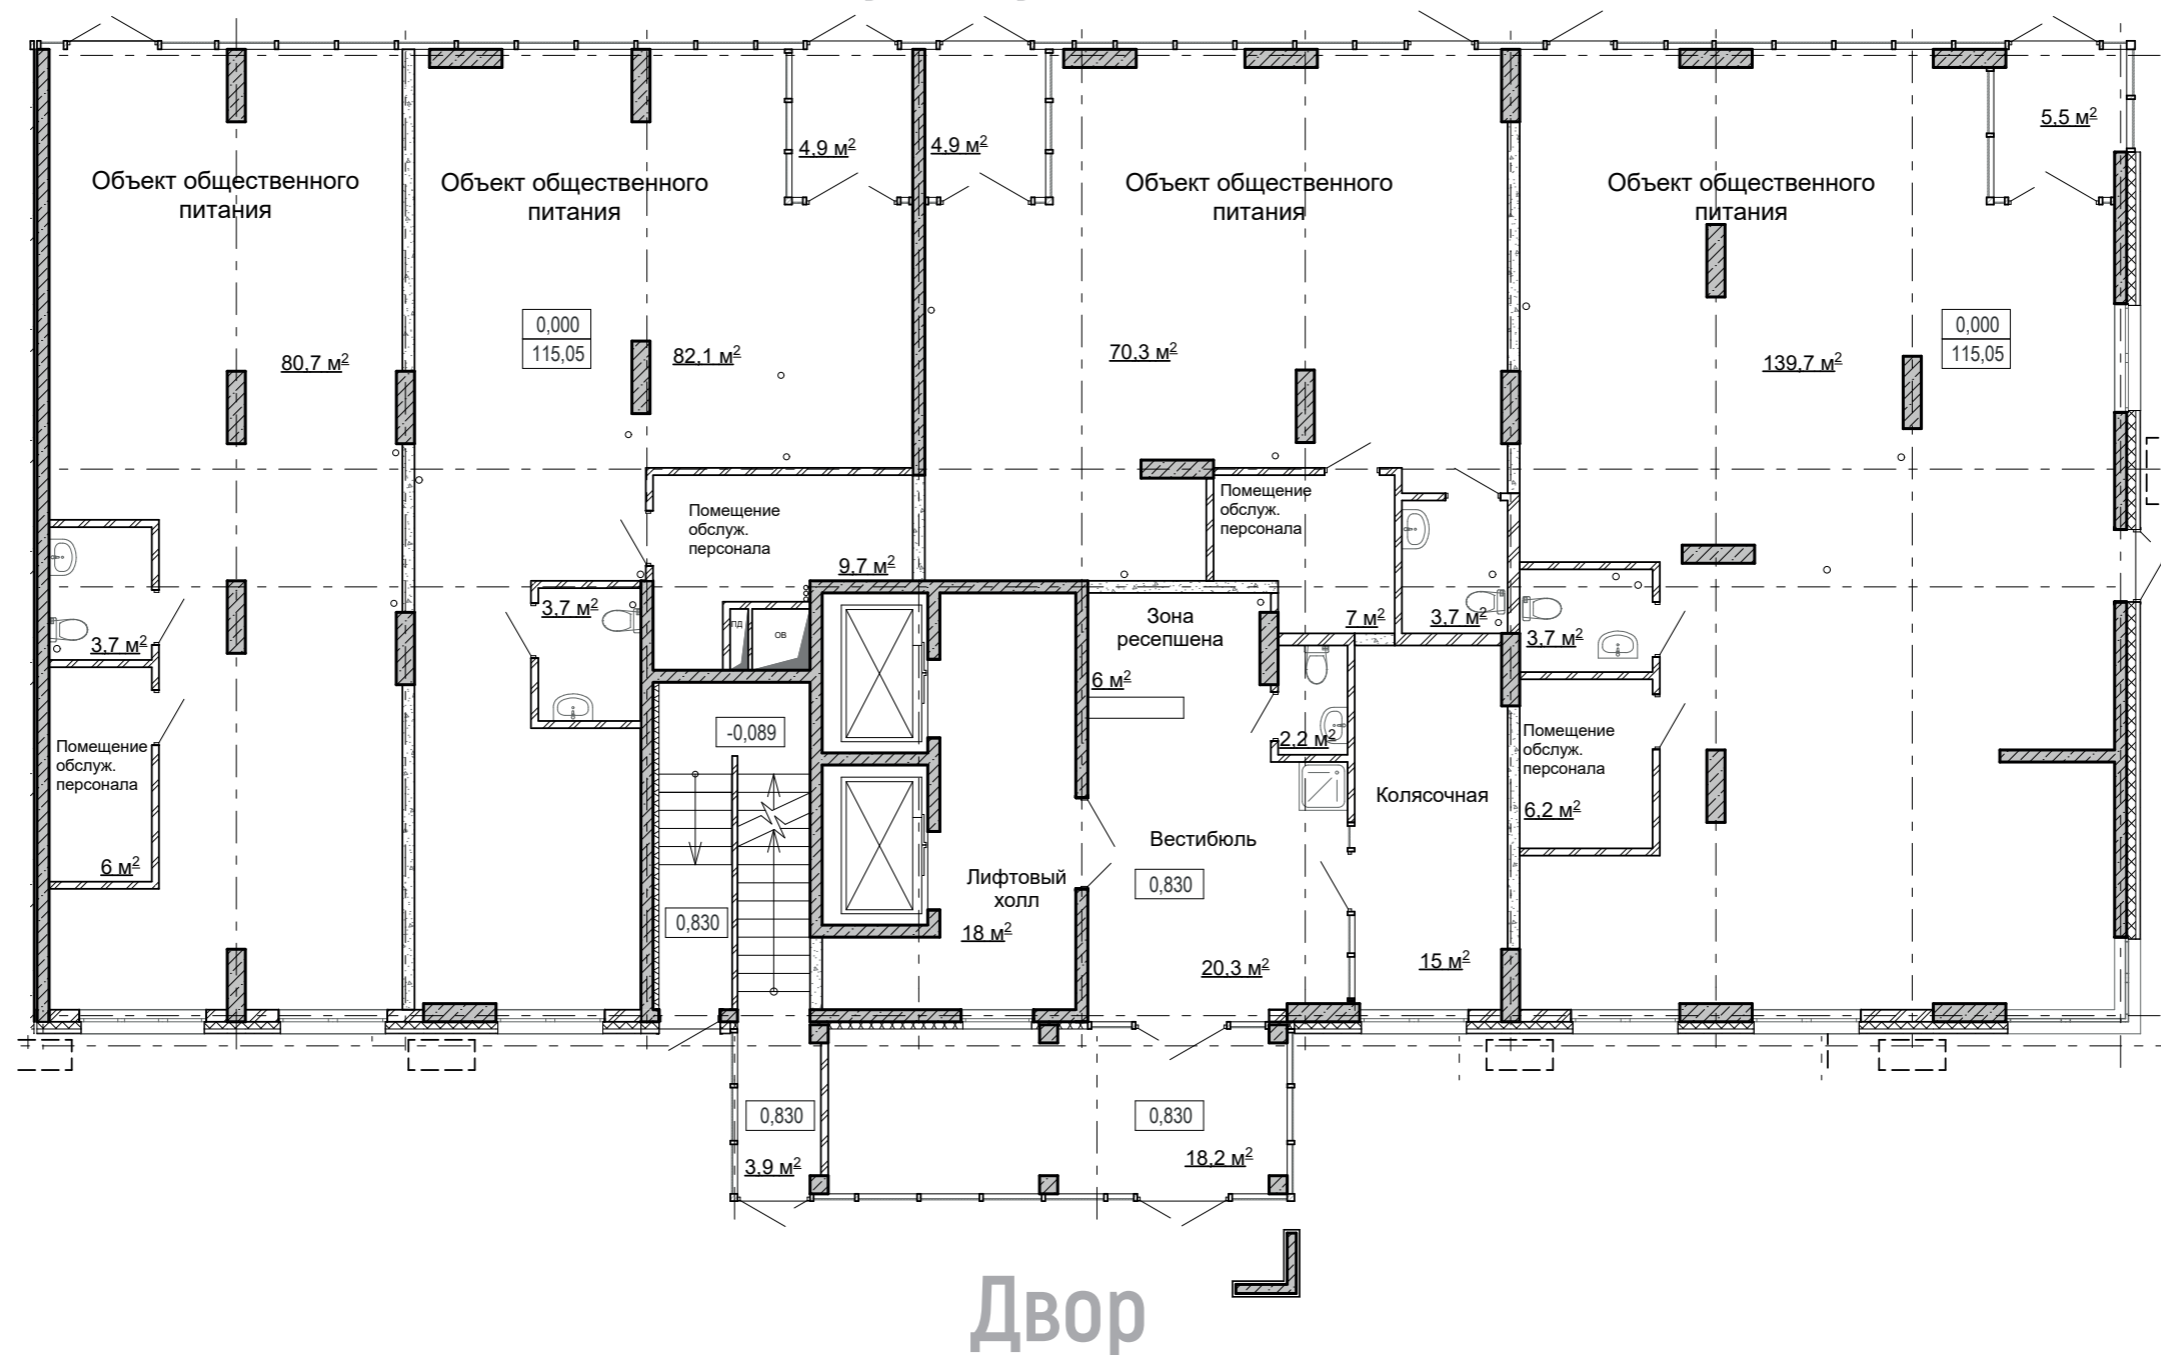 4,9 м²
4,9 м²
5,5 м²
Объект общественного
питания
Объект общественного
питания
Объект общественного
питания
Объект общественного
питания
0,000
115,05
0,000
115,05
80,7 м²
82,1 м²
70,3 м²
139,7 м²
Помещение
обслуж.
персонала
9,7 м²
Помещение
обслуж.
персонала
7 м²
3,7 м²
3,7 м²
3,7 м²
3,7 м²
ПД
ОВ
Зона
ресепшена
6 м²
2,2 м²
-0,089
Помещение
обслуж.
персонала
6 м²
Помещение
обслуж.
персонала
6,2 м²
Колясочная
15 м²
Вестибюль
0,830
20,3 м²
Лифтовый
холл
18 м²
0,830
0,830
3,9 м²
0,830
18,2 м²
Двор